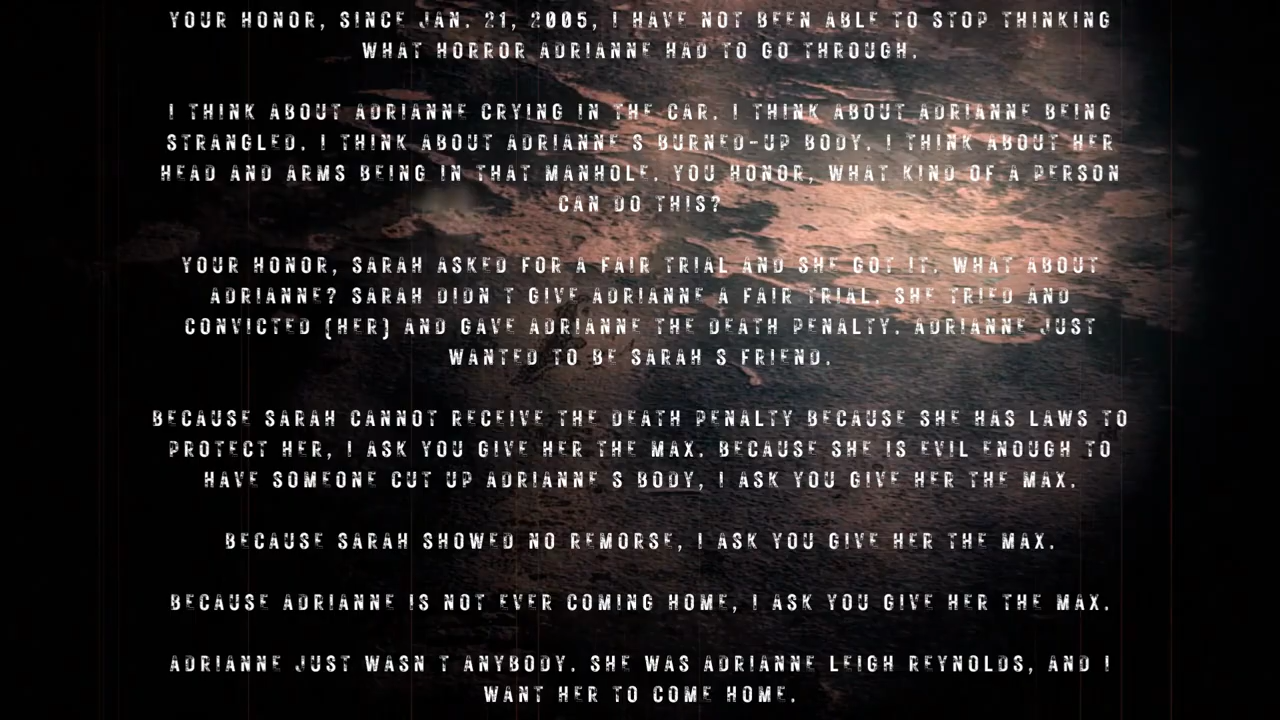 YOUR HONOR, SINCE JAN. 21, 2005, I HAVE NOT BEEN ABLE TO STOP THINKING
WHAT HORROR ADRIANNE HAD TO GO THROUGH.
I THINK ABOUT ADRIANNE CRYING IN THE CAR. I THINK ABOUT ADRIANNE BEING
STRANGLED. I THINK ABOUT ADRIANNE S BURNED-UP BODY. I THINK ABOUT HER
HEAD AND ARMS BEING IN THAT MANHOLE. YOU HONOR, WHAT KIND OF A PERSON
CAN DO THIS?
YOUR HONOR, SARAH ASKED FOR A FAIR TRIAL AND SHE GOT IT. WHAT ABOUT
ADRIANNE? SARAH DIDN T GIVE ADRIANNE A FAIR TRIAL. SHE TRIED AND
CONVICTED (HER) AND GAVE ADRIANNE THE DEATH PENALTY. ADRIANNE JUST
WANTED TO BE SARAH S FRIEND.
BECAUSE SARAH CANNOT RECEIVE THE DEATH PENALTY BECAUSE SHE HAS LAWS TO
PROTECT HER, I ASK YOU GIVE HER THE MAX. BECAUSE SHE IS EVIL ENOUGH TO
HAVE SOMEONE CUT UP ADRIANNE S BODY, I ASK YOU GIVE HER THE MAX.
BECAUSE SARAH SHOWED NO REMORSE, I ASK YOU GIVE HER THE MAX.
BECAUSE ADRIANNE IS NOT EVER COMING HOME, I ASK YOU GIVE HER THE MAX.
ADRIANNE JUST WASN T ANYBODY. SHE WAS ADRIANNE LEIGH REYNOLDS, AND I
WANT HER TO COME HOME.